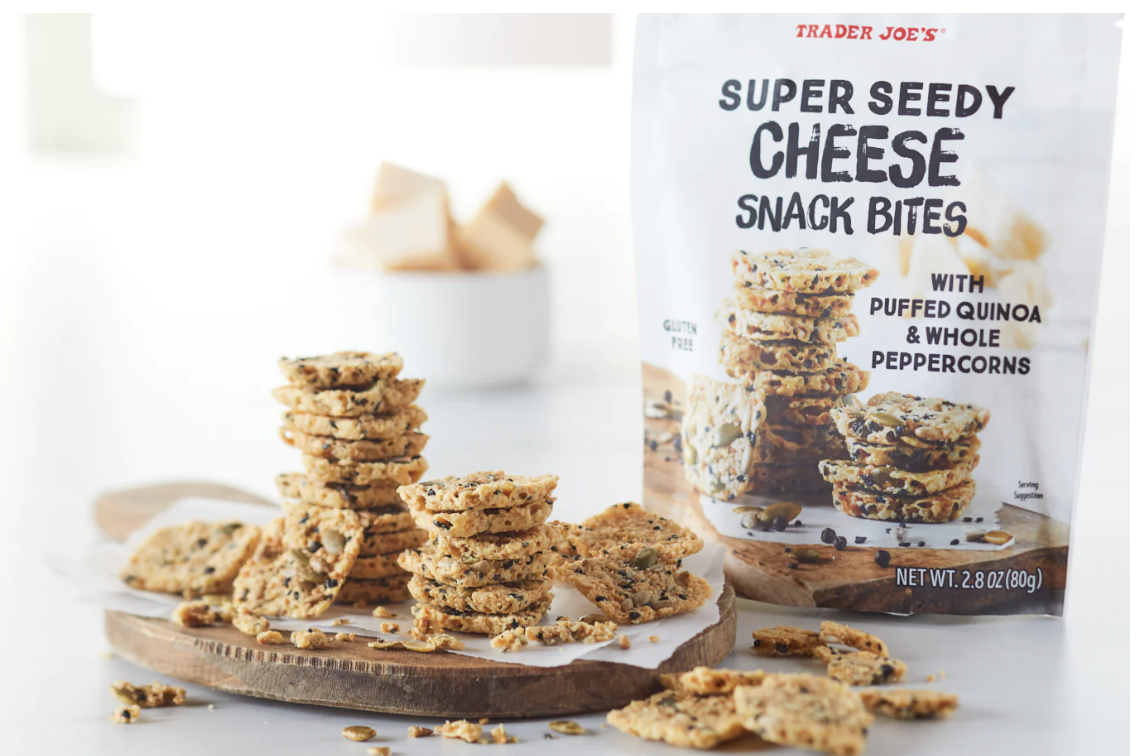 TRADER JOE'S
SUPER SEEDY
CHEESE
SNACK BITES
WITH
PUFFED QUINOA
& WHOLE
PEPPERCORNS
GLUTEN
FREE
Serving
Suggestion
NET WT. 2.8 OZ (80g)